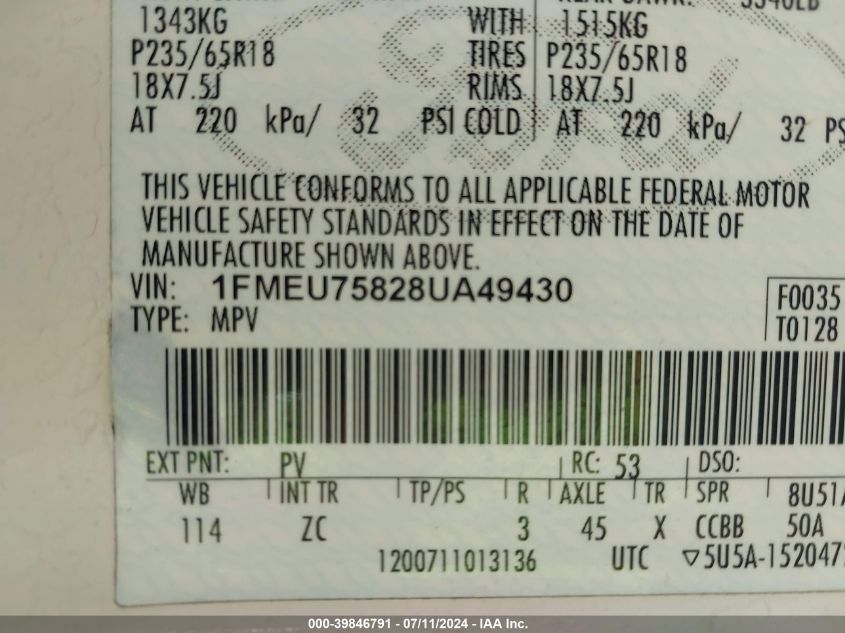 1343KG WITH 1515KG
P235/65R18 TIRES P235/65R18
18X7.5J RIMS 18X7.5J
AT 220 kPa/ 32 PSI COLD AT 220 kPa/ 32 PS
THIS VEHICLE CONFORMS TO ALL APPLICABLE FEDERAL MOTOR
VEHICLE SAFETY STANDARDS IN EFFECT ON THE DATE OF
MANUFACTURE SHOWN ABOVE.
VIN: 1FMEU75828UA49430
F0035
TYPE: MPV
T0128
EXT PNT: PV RC: 53 DSO:
WB INT TR TP/PS R AXLE TR SPR 8U51A
114 ZC 3 45 X CCBB 50A
1200711013136 UTC ▽5U5A-152047
000-39846791 - 07/11/2024 - IAA Inc.